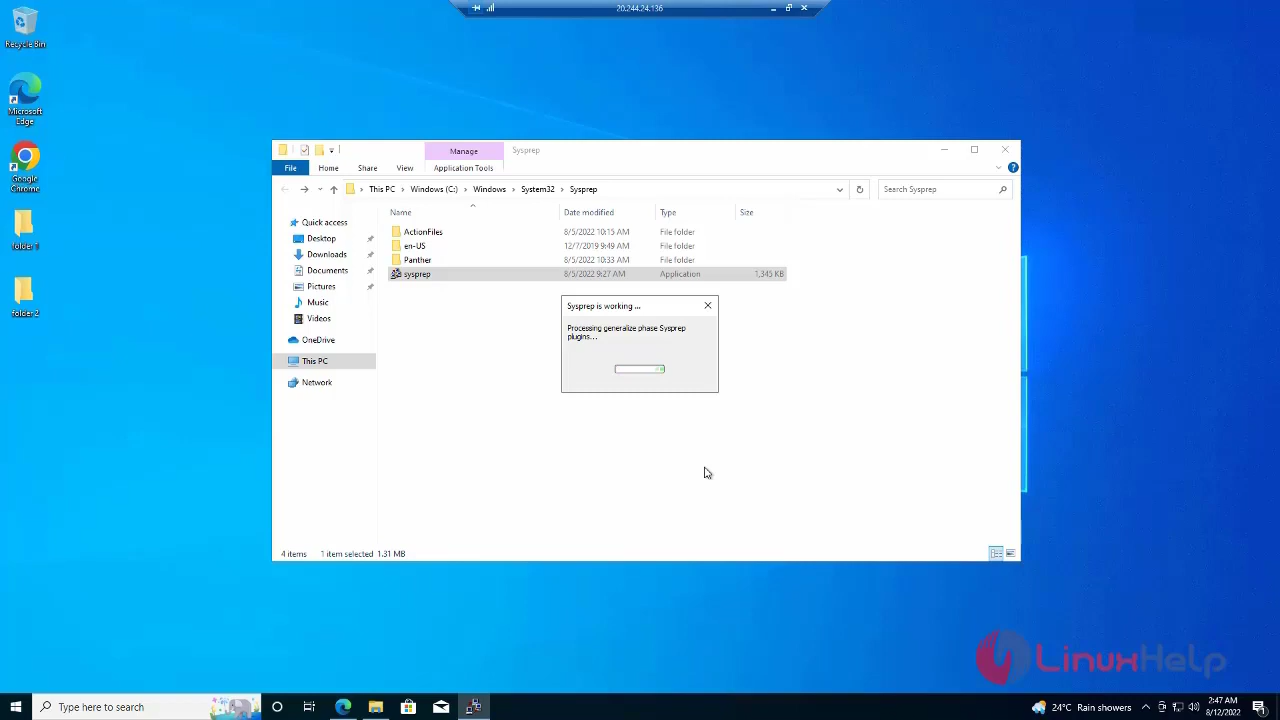 20.244.24.136
Recycle Bin
Microsoft
Edge
Google
Chrome
folder 1
folder 2
Manage
Sysprep
File
Home
Share
View
Application Tools
This PC
Windows (C:)
Windows
System32
Sysprep
Search Sysprep
Quick access
Desktop
Downloads
Documents
Pictures
Music
Videos
OneDrive
This PC
Network
Name
Date modified
Type
Size
ActionFiles 8/5/2022 10:15 AM File folder
en-US 12/7/2019 9:49 AM File folder
Panther 8/5/2022 10:33 AM File folder
sysprep 8/5/2022 9:27 AM Application 1,345 KB
Sysprep is working ...
Processing generalize phase Sysprep
plugins...
4 items
1 item selected 1.31 MB
LinuxHelp
Type here to search
24°C Rain showers
2:47 AM
8/12/2022
1